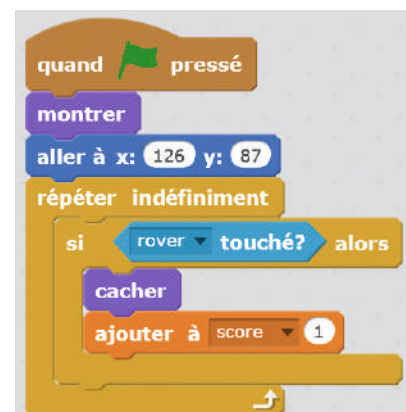 quand pressé
montrer
aller à x: 126 y: 87
répéter indéfiniment
si rover touché? alors
cacher
ajouter à score 1